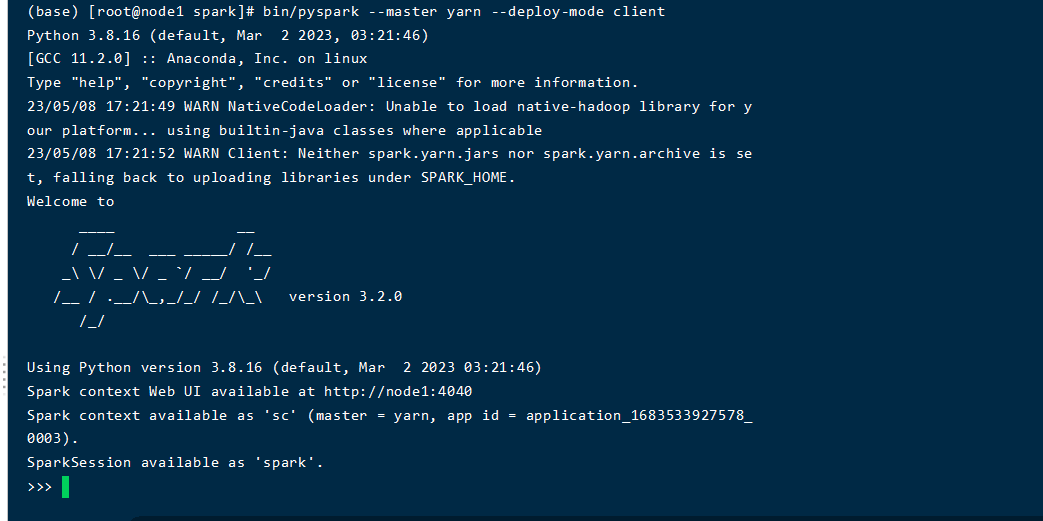 (base) [root@node1 spark]# bin/pyspark --master yarn --deploy-mode client
Python 3.8.16 (default, Mar  2 2023, 03:21:46)
[GCC 11.2.0] :: Anaconda, Inc. on linux
Type "help", "copyright", "credits" or "license" for more information.
23/05/08 17:21:49 WARN NativeCodeLoader: Unable to load native-hadoop library for y
our platform... using builtin-java classes where applicable
23/05/08 17:21:52 WARN Client: Neither spark.yarn.jars nor spark.yarn.archive is se
t, falling back to uploading libraries under SPARK_HOME.
Welcome to
      ____              __
     / __/__  ___ _____/ /__
    _\ \/ _ \/ _ `/ __/  '_/
   /__ / .__/\_,_/_/ /_/\_\   version 3.2.0
      /_/
Using Python version 3.8.16 (default, Mar  2 2023 03:21:46)
Spark context Web UI available at http://node1:4040
Spark context available as 'sc' (master = yarn, app id = application_1683533927578_
0003).
SparkSession available as 'spark'.
>>>